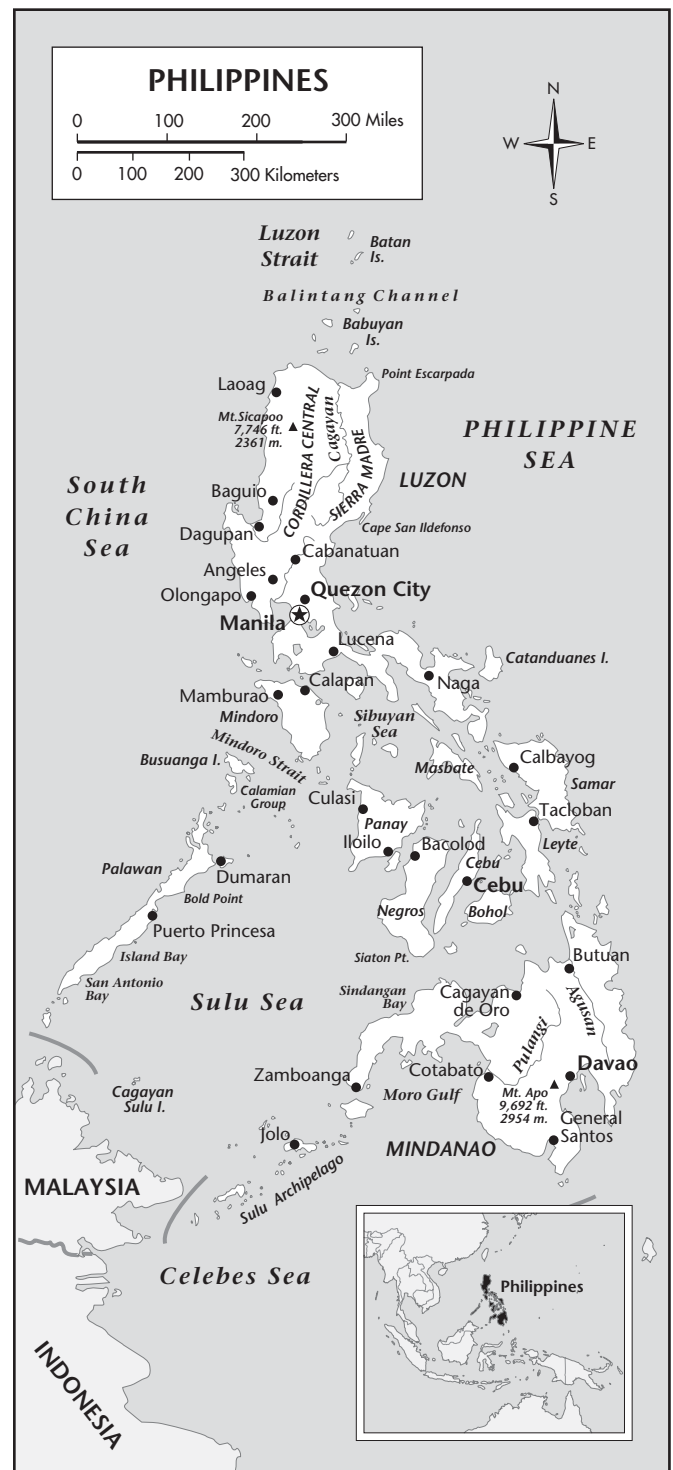 PHILIPPINES
0 100 200 300 Miles
0 100 200 300 Kilometers
N
W E
S
Luzon
Strait
Batan
Is.
Balintang Channel
Babuyan
Is.
Point Escarpada
Laoag
Mt.Sicapoo
7,746 ft.
2361 m.
CORDILLERA CENTRAL
Cagayan
SIERRA MADRE
PHILIPPINE
SEA
LUZON
South
China
Sea
Baguio
Dagupan
Cape San Ildefonso
Cabanatuan
Angeles
Olongapo
Quezon City
Manila
Lucena
Catanduanes I.
Naga
Calapan
Mamburao
Mindoro
Sibuyan
Sea
Mindoro Strait
Busuanga I.
Calamian
Group
Masbate
Calbayog
Samar
Culasi
Panay
Tacloban
Iloilo
Bacolod
Leyte
Cebu
Cebu
Palawan
Dumaran
Bold Point
Negros
Bohol
Puerto Princesa
Island Bay
Siaton Pt.
Butuan
San Antonio
Bay
Sulu Sea
Sindangan
Bay
Cagayan
de Oro
Agusan
Pulangi
Zamboanga
Cotabato
Davao
Moro Gulf
Mt. Apo
9,692 ft.
2954 m.
Cagayan
Sulu I.
General
Santos
Jolo
MINDANAO
Sulu Archipelago
MALAYSIA
Celebes Sea
INDONESIA
Philippines